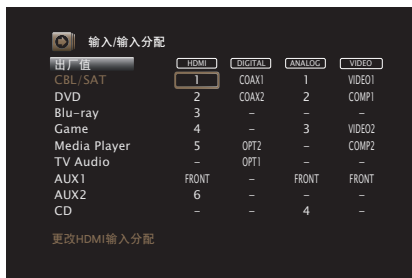 输入/输入分配
出厂值 HDMI DIGITAL ANALOG VIDEO
CBL/SAT 1 COAX1 1 VIDEO1
DVD 2 COAX2 2 COMP1
Blu-ray 3 – – –
Game 4 – 3 VIDEO2
Media Player 5 OPT2 – COMP2
TV Audio – OPT1 – –
AUX1 FRONT – FRONT FRONT
AUX2 6 – – –
CD – – 4 –
更改HDMI输入分配